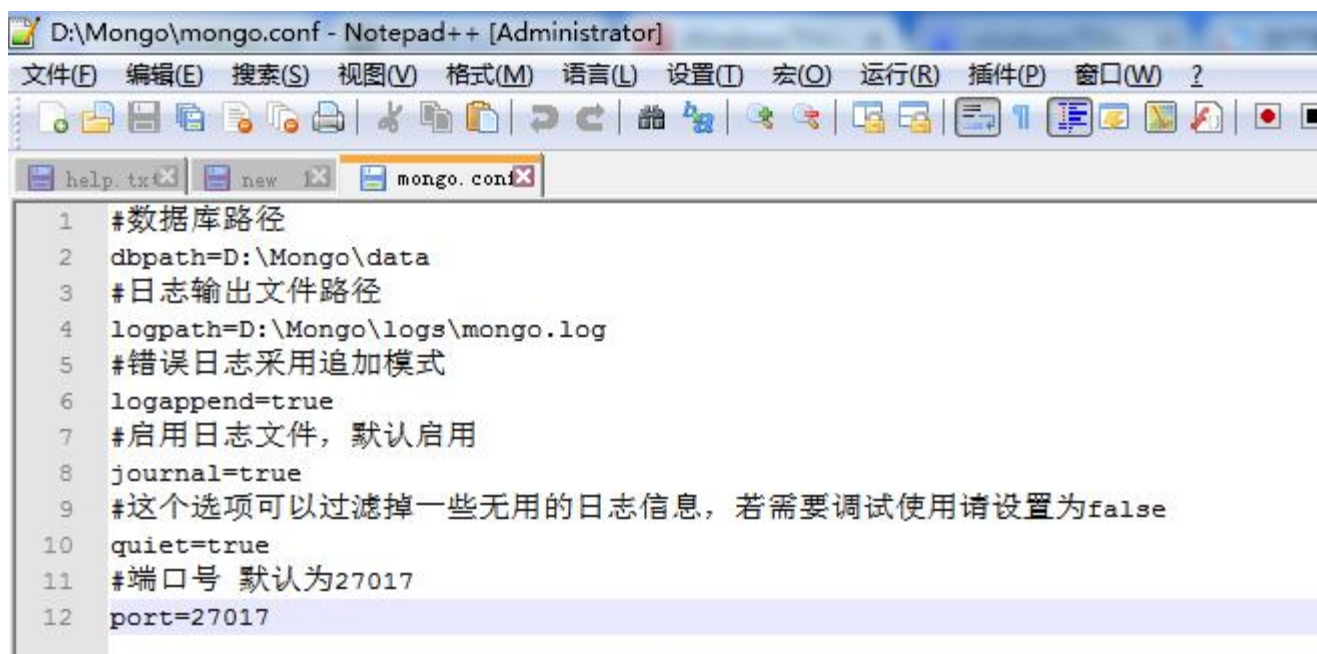 D:\Mongo\mongo.conf - Notepad++ [Administrator]
文件(F) 编辑(E) 搜索(S) 视图(V) 格式(M) 语言(L) 设置(T) 宏(O) 运行(R) 插件(P) 窗口(W) ?
help.txt new 1 mongo.conf
1 #数据库路径
2 dbpath=D:\Mongo\data
3 #日志输出文件路径
4 logpath=D:\Mongo\logs\mongo.log
5 #错误日志采用追加模式
6 logappend=true
7 #启用日志文件，默认启用
8 journal=true
9 #这个选项可以过滤掉一些无用的日志信息，若需要调试使用请设置为false
10 quiet=true
11 #端口号 默认为27017
12 port=27017